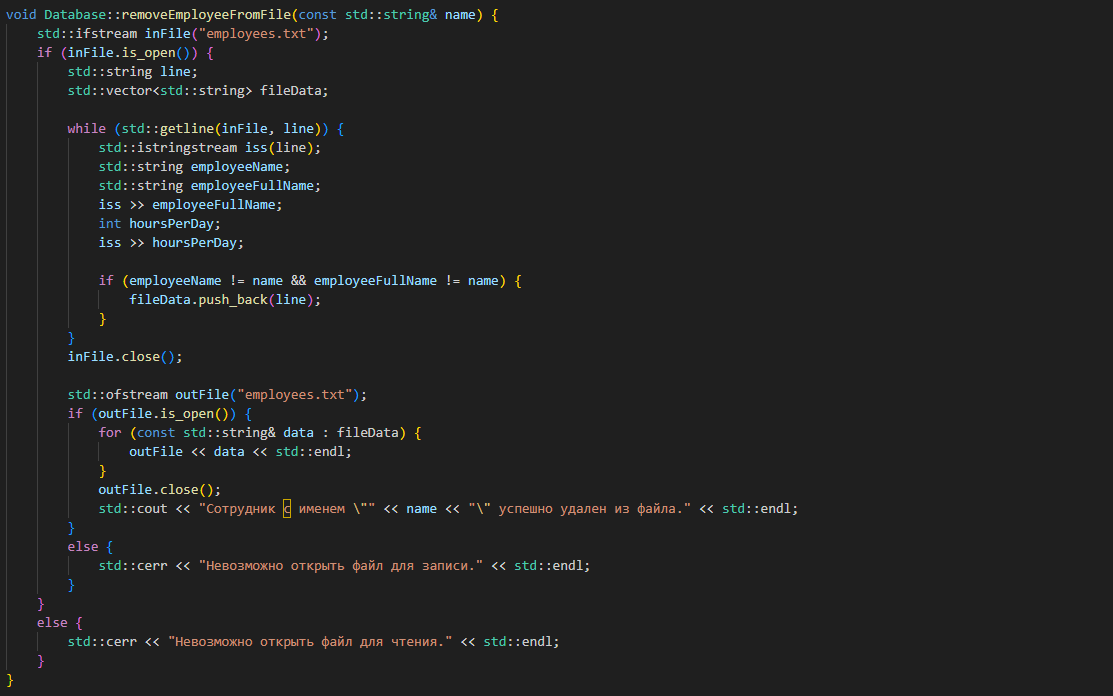 void Database::removeEmployeeFromFile(const std::string& name) {
    std::ifstream inFile("employees.txt");
    if (inFile.is_open()) {
        std::string line;
        std::vector<std::string> fileData;

        while (std::getline(inFile, line)) {
            std::istringstream iss(line);
            std::string employeeName;
            std::string employeeFullName;
            iss >> employeeFullName;
            int hoursPerDay;
            iss >> hoursPerDay;

            if (employeeName != name && employeeFullName != name) {
                fileData.push_back(line);
            }
        }
        inFile.close();

        std::ofstream outFile("employees.txt");
        if (outFile.is_open()) {
            for (const std::string& data : fileData) {
                outFile << data << std::endl;
            }
            outFile.close();
            std::cout << "Сотрудник с именем \"" << name << "\" успешно удален из файла." << std::endl;
        }
        else {
            std::cerr << "Невозможно открыть файл для записи." << std::endl;
        }
    }
    else {
        std::cerr << "Невозможно открыть файл для чтения." << std::endl;
    }
}